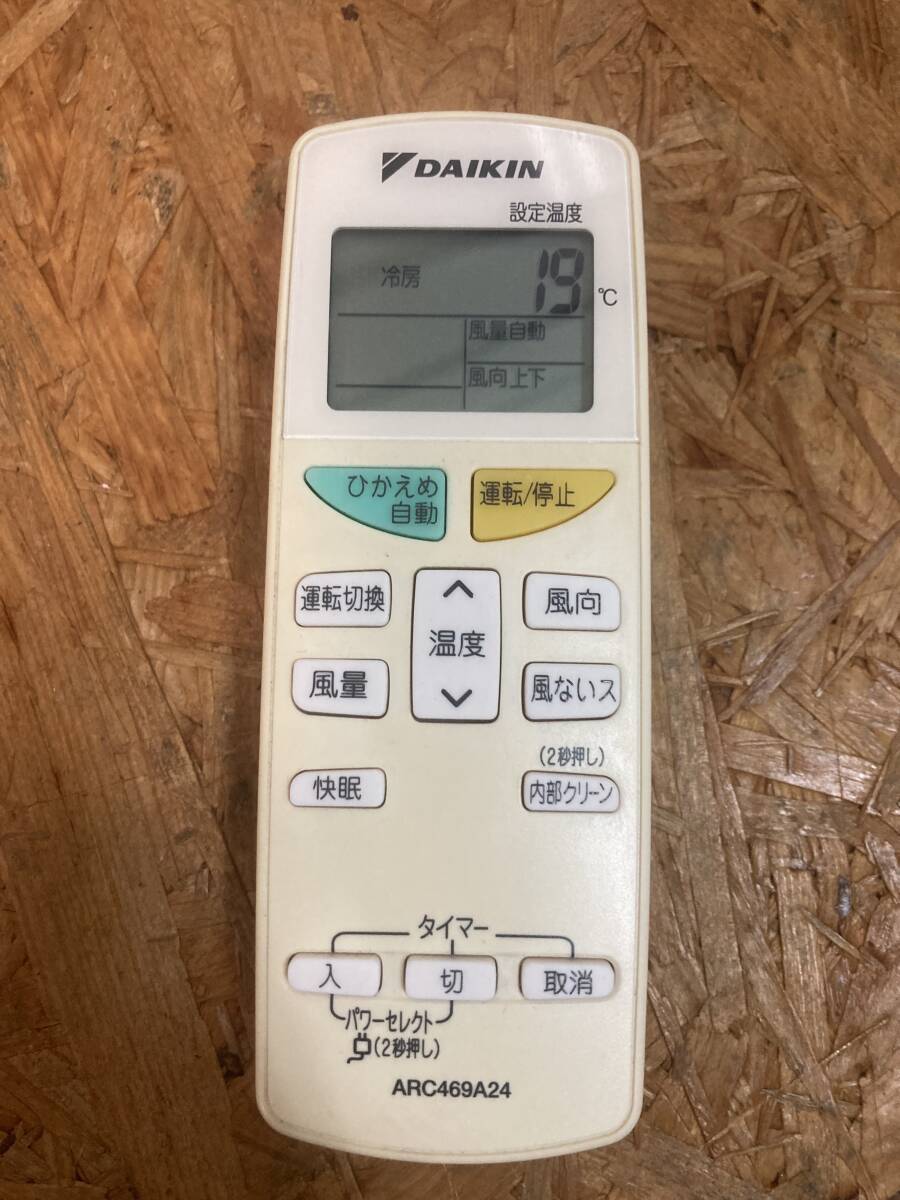 DAIKIN
設定温度
冷房 19 ℃
風量自動
風向上下
ひかえめ
自動
運転/停止
運転切換
温度
風向
風量
風ないス
(2秒押し)
快眠
内部クリーン
タイマー
入
切
取消
パワーセレクト
(2秒押し)
ARC469A24